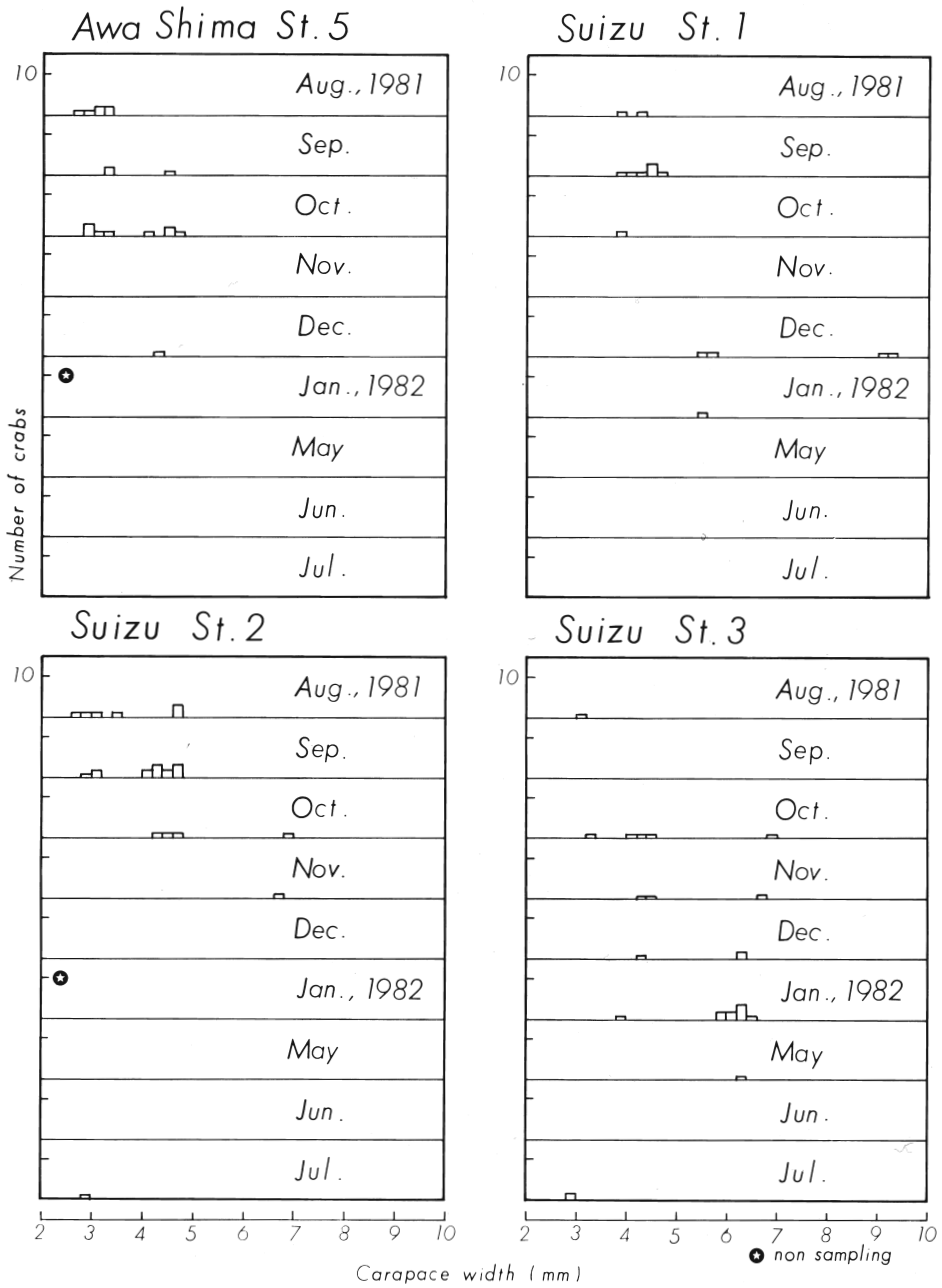 Awa Shima St.5
10
Aug., 1981
Sep.
Oct.
Nov.
Dec.
Jan., 1982
May
Jun.
Jul.
Number of crabs
Suizu St.1
10
Aug., 1981
Sep.
Oct.
Nov.
Dec.
Jan., 1982
May
Jun.
Jul.
Suizu St.2
10
Aug., 1981
Sep.
Oct.
Nov.
Dec.
Jan., 1982
May
Jun.
Jul.
2 3 4 5 6 7 8 9 10
Suizu St.3
10
Aug., 1981
Sep.
Oct.
Nov.
Dec.
Jan., 1982
May
Jun.
Jul.
2 3 4 5 6 7 8 9 10
non sampling
Carapace width (mm)